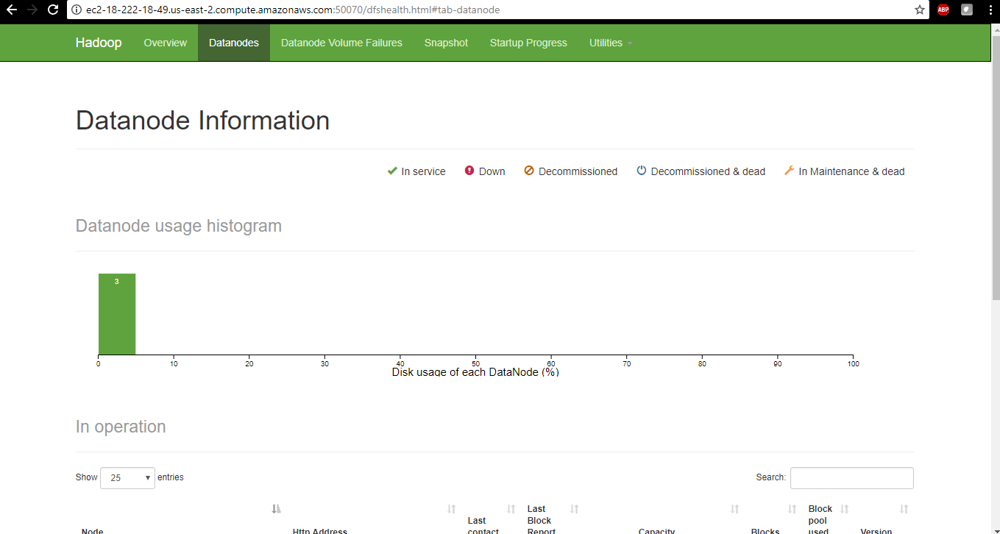 ec2-18-222-18-49.us-east-2.compute.amazonaws.com:50070/dfshealth.html#tab-datanode
ABP
Hadoop Overview Datanodes Datanode Volume Failures Snapshot Startup Progress Utilities
Datanode Information
In service Down Decommissioned Decommissioned & dead In Maintenance & dead
Datanode usage histogram
3
0 10 20 30 40 50 60 70 80 90 100
Disk usage of each DataNode (%)
In operation
Show 25 entries Search:
Node Http Address Last contact Last Block Report Capacity Blocks Block pool used Version